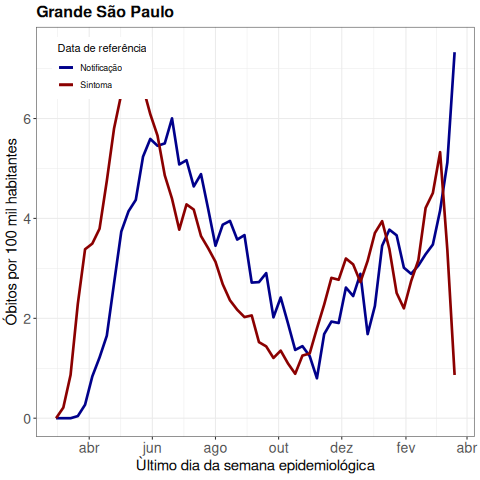 Grande São Paulo
Data de referência
Notificação
Sintoma
Óbitos por 100 mil habitantes
6
4
2
0
abr jun ago out dez fev abr
Último dia da semana epidemiológica